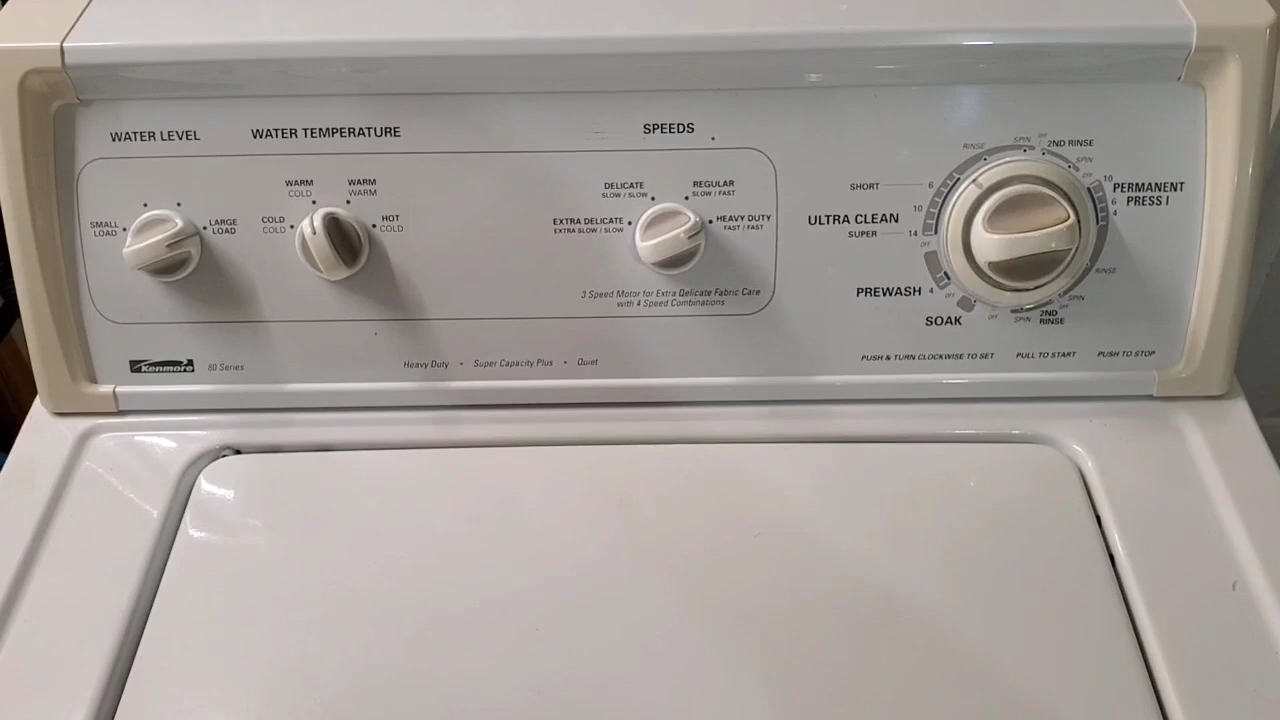 WATER LEVEL
WATER TEMPERATURE
SPEEDS
SMALL
LOAD
LARGE
LOAD
COLD
COLD
WARM
COLD
WARM
WARM
HOT
COLD
EXTRA DELICATE
EXTRA SLOW / SLOW
DELICATE
SLOW / SLOW
REGULAR
SLOW / FAST
HEAVY DUTY
FAST / FAST
3 Speed Motor for Extra Delicate Fabric Care
with 4 Speed Combinations
RINSE
SPIN
OFF
2ND RINSE
SPIN
OFF
SHORT
6
10
ULTRA CLEAN
SUPER
14
OFF
10
6
4
PERMANENT
PRESS I
RINSE
PREWASH
4
OFF
SOAK
OFF
SPIN
2ND
RINSE
OFF
SPIN
Kenmore
80 Series
Heavy Duty • Super Capacity Plus • Quiet
PUSH & TURN CLOCKWISE TO SET
PULL TO START
PUSH TO STOP